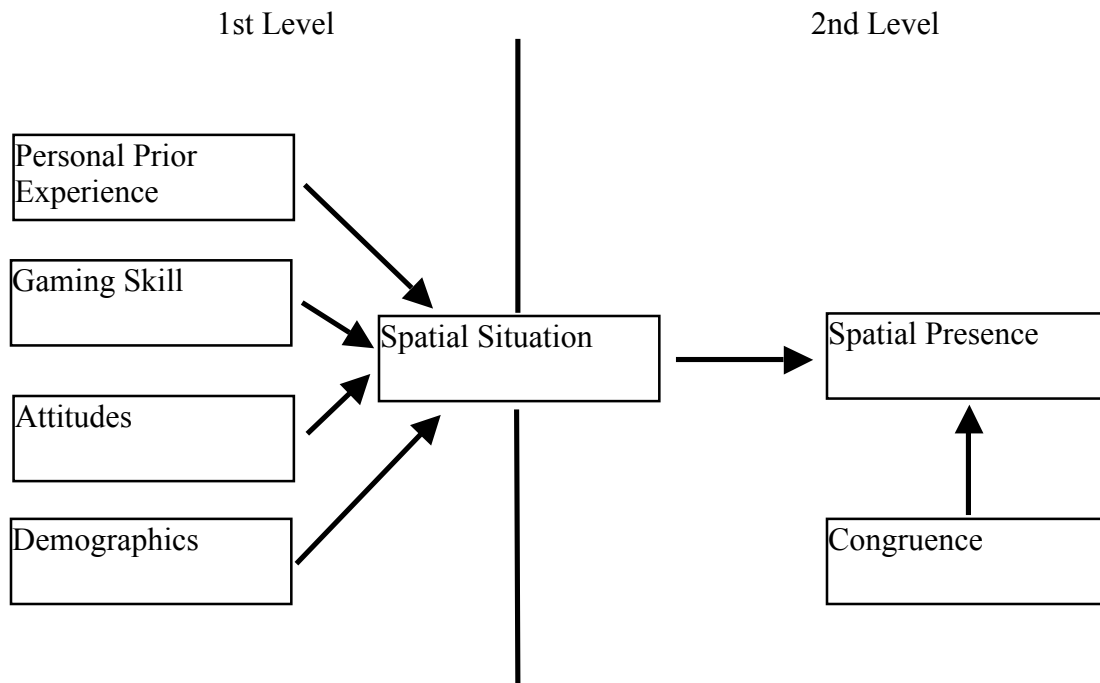 1st Level
2nd Level
Personal Prior
Experience
Gaming Skill
Spatial Situation
Spatial Presence
Attitudes
Demographics
Congruence